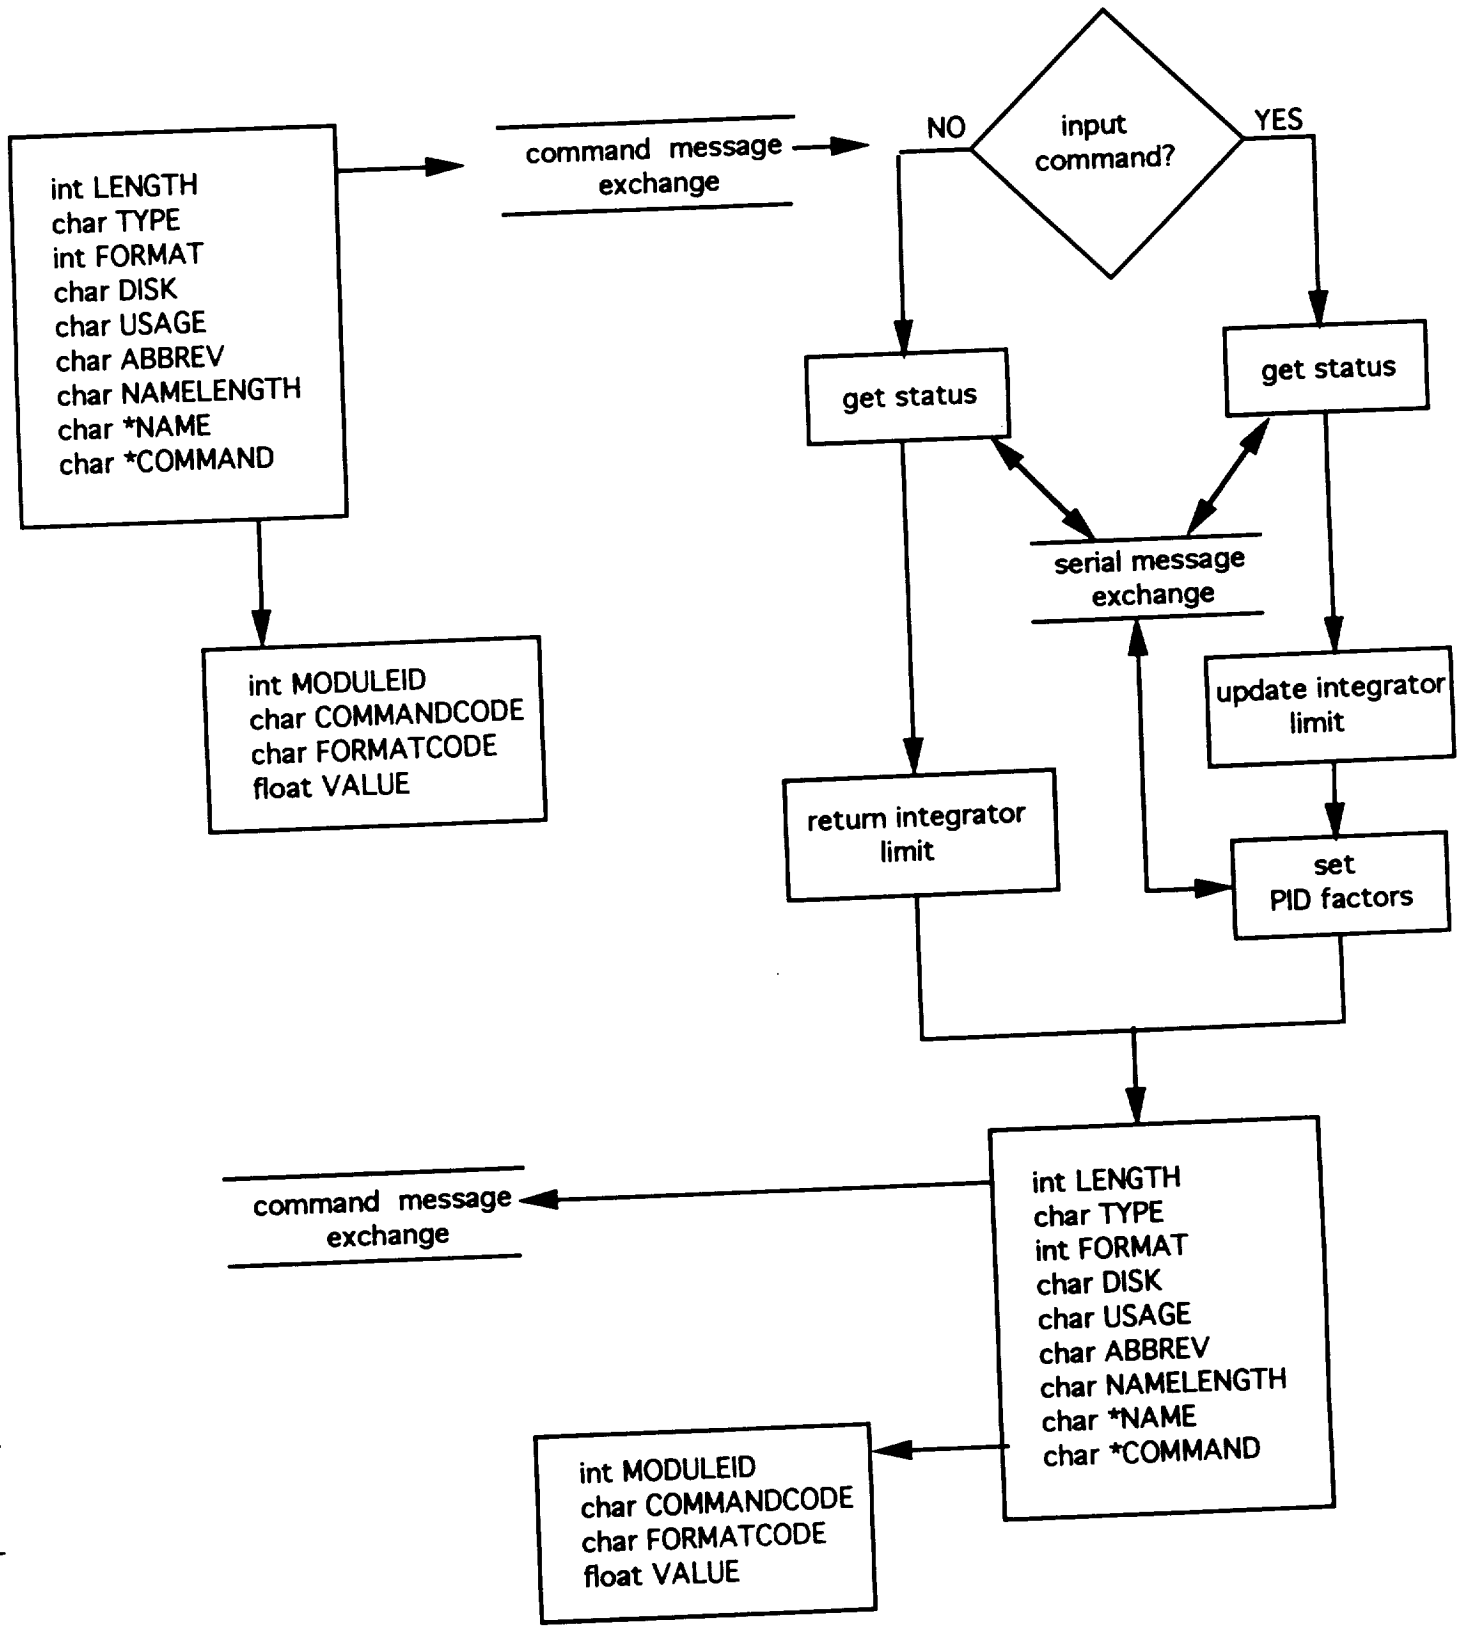 int LENGTH
char TYPE
int FORMAT
char DISK
char USAGE
char ABBREV
char NAMELENGTH
char *NAME
char *COMMAND
command message
exchange
NO
input
command?
YES
get status
get status
serial message
exchange
int MODULEID
char COMMANDCODE
char FORMATCODE
float VALUE
update integrator
limit
return integrator
limit
set
PID factors
command message
exchange
int LENGTH
char TYPE
int FORMAT
char DISK
char USAGE
char ABBREV
char NAMELENGTH
char *NAME
char *COMMAND
int MODULEID
char COMMANDCODE
char FORMATCODE
float VALUE